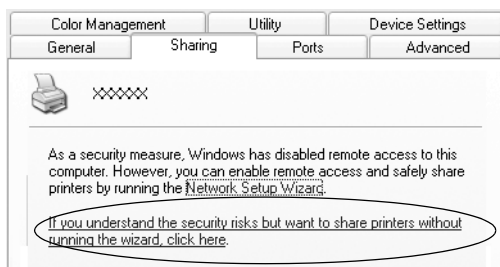 Color Management Utility Device Settings
General Sharing Ports Advanced
XXXXXX
As a security measure, Windows has disabled remote access to this
computer. However, you can enable remote access and safely share
printers by running the Network Setup Wizard.
If you understand the security risks but want to share printers without
running the wizard, click here.